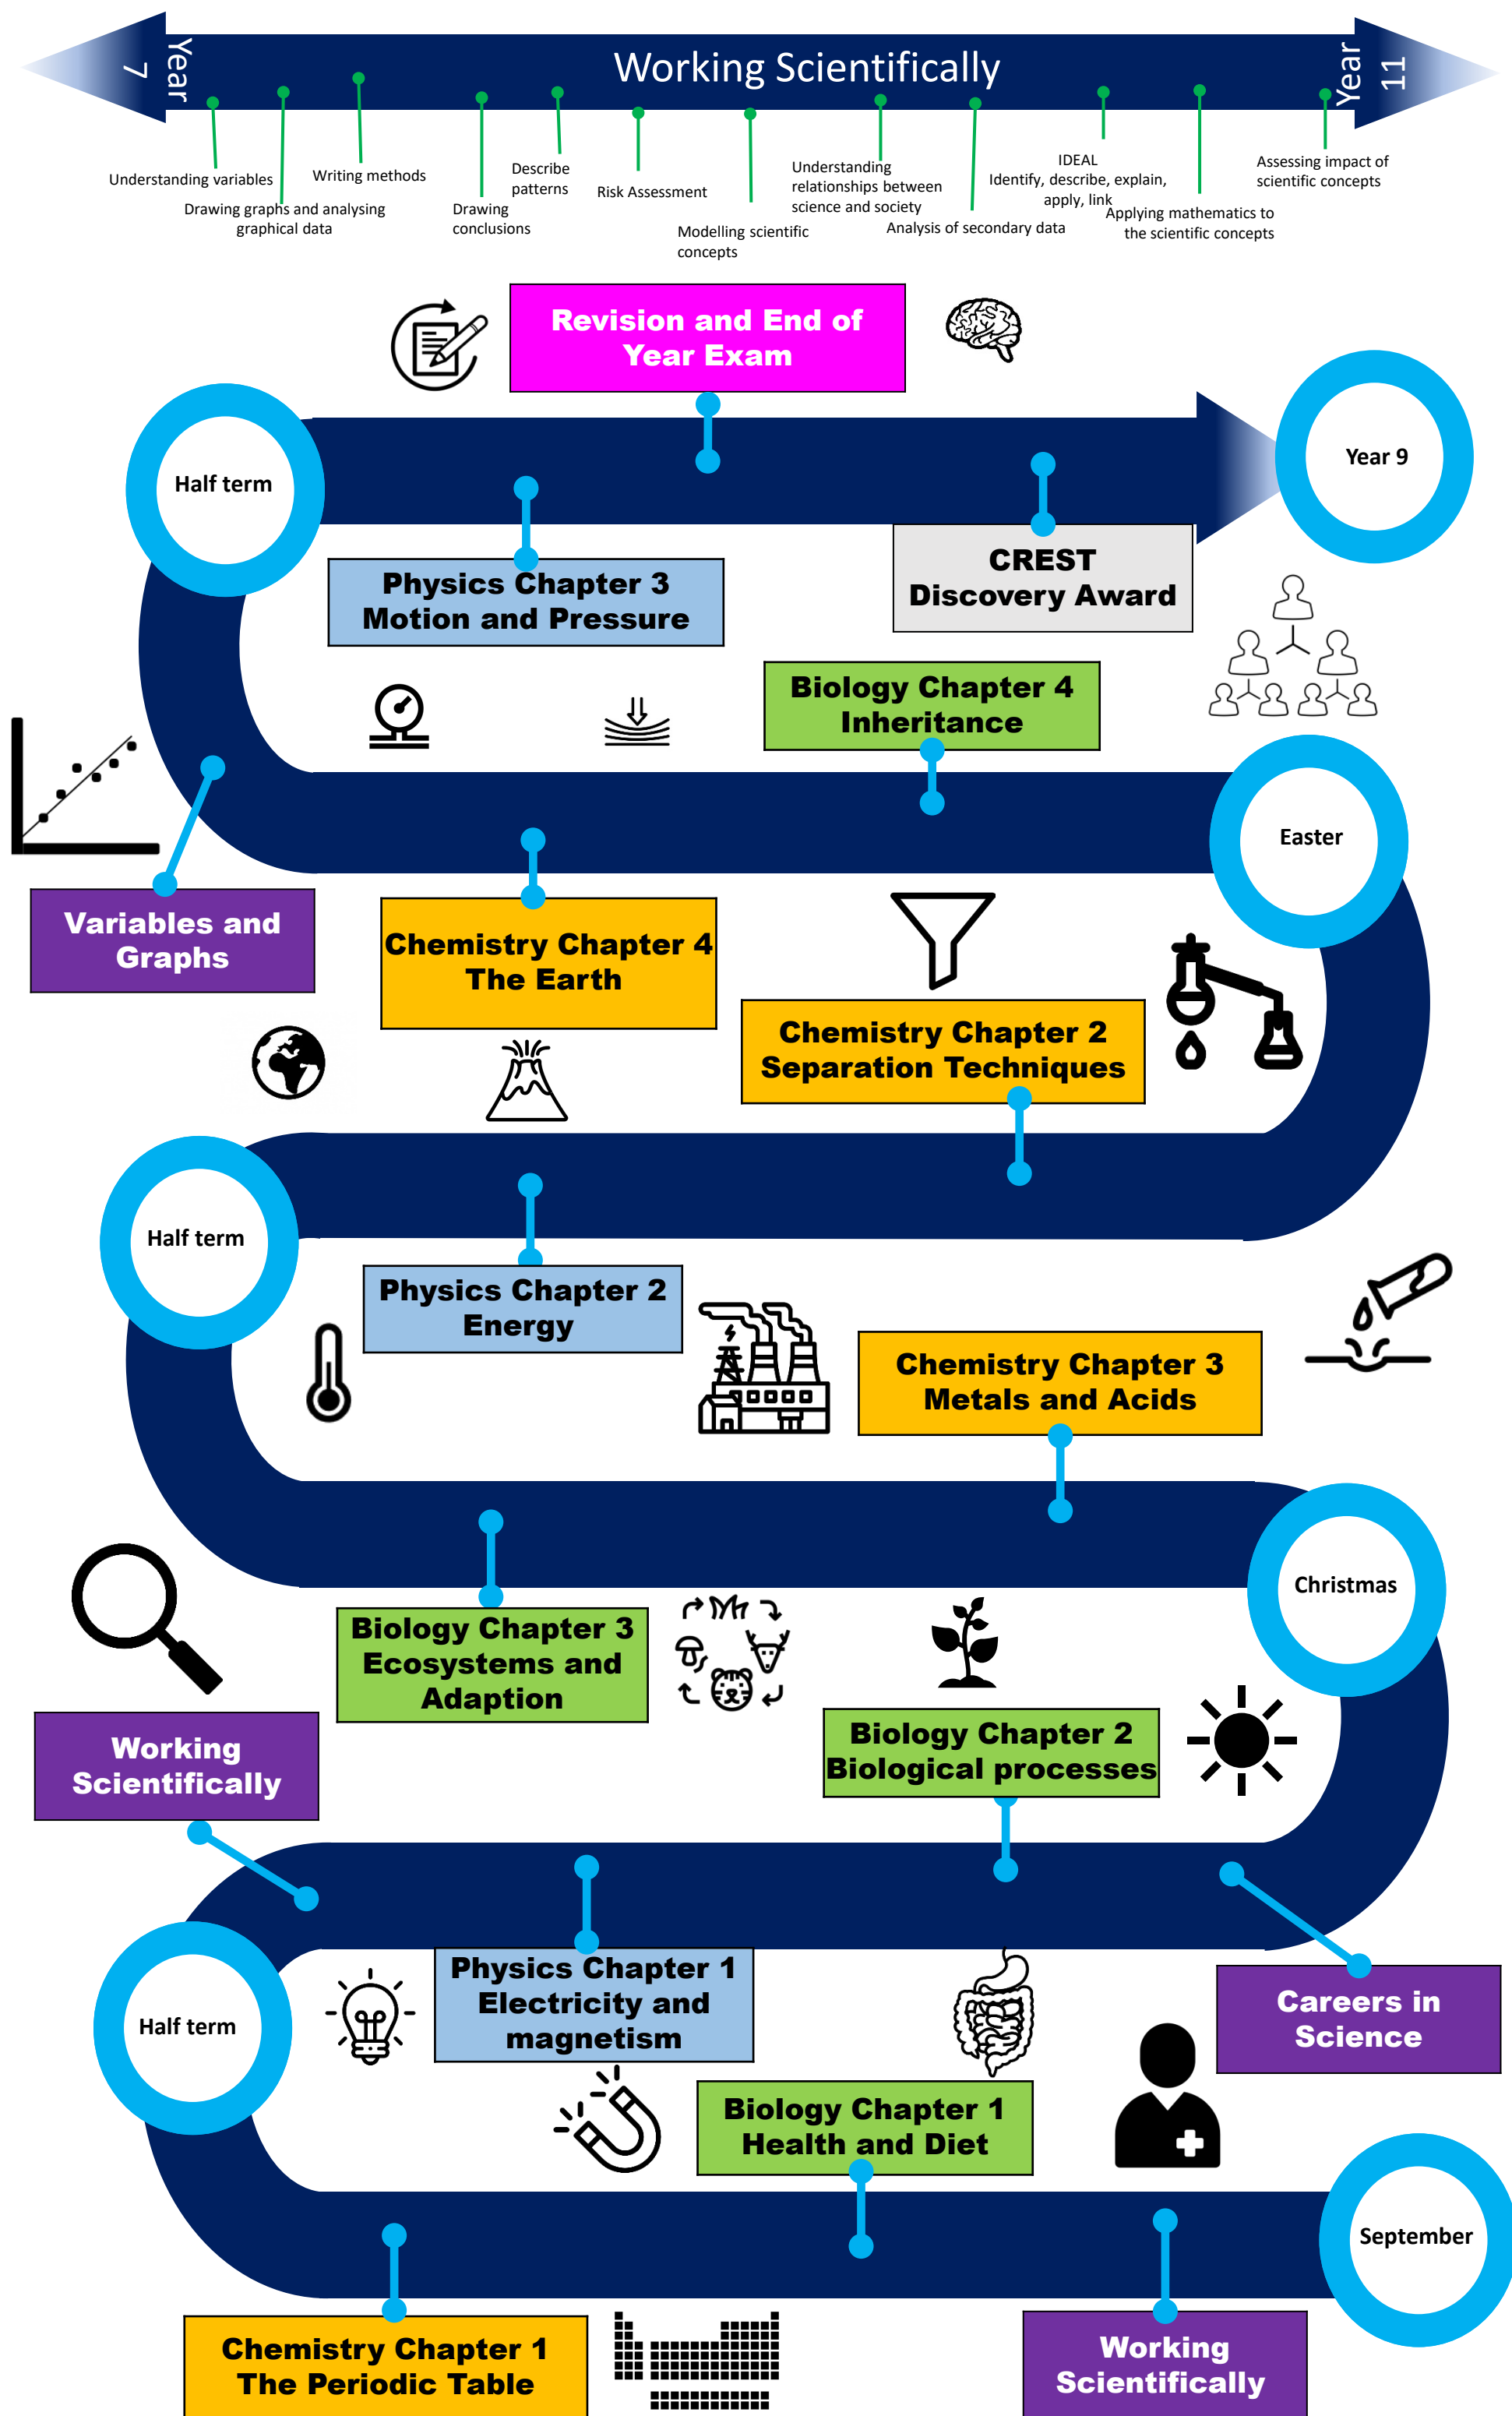 Working Scientifically
Year
7
Year
11
Understanding variables
Drawing graphs and analysing
graphical data
Writing methods
Drawing
conclusions
Describe
patterns
Risk Assessment
Modelling scientific
concepts
Understanding
relationships between
science and society
Analysis of secondary data
IDEAL
Identify, describe, explain,
apply, link
Applying mathematics to
the scientific concepts
Assessing impact of
scientific concepts
Revision and End of
Year Exam
Half term
Year 9
Physics Chapter 3
Motion and Pressure
CREST
Discovery Award
Biology Chapter 4
Inheritance
Easter
Variables and
Graphs
Chemistry Chapter 4
The Earth
Chemistry Chapter 2
Separation Techniques
Half term
Physics Chapter 2
Energy
Chemistry Chapter 3
Metals and Acids
Christmas
Biology Chapter 3
Ecosystems and
Adaption
Working
Scientifically
Biology Chapter 2
Biological processes
Half term
Physics Chapter 1
Electricity and
magnetism
Careers in
Science
Biology Chapter 1
Health and Diet
September
Chemistry Chapter 1
The Periodic Table
Working
Scientifically